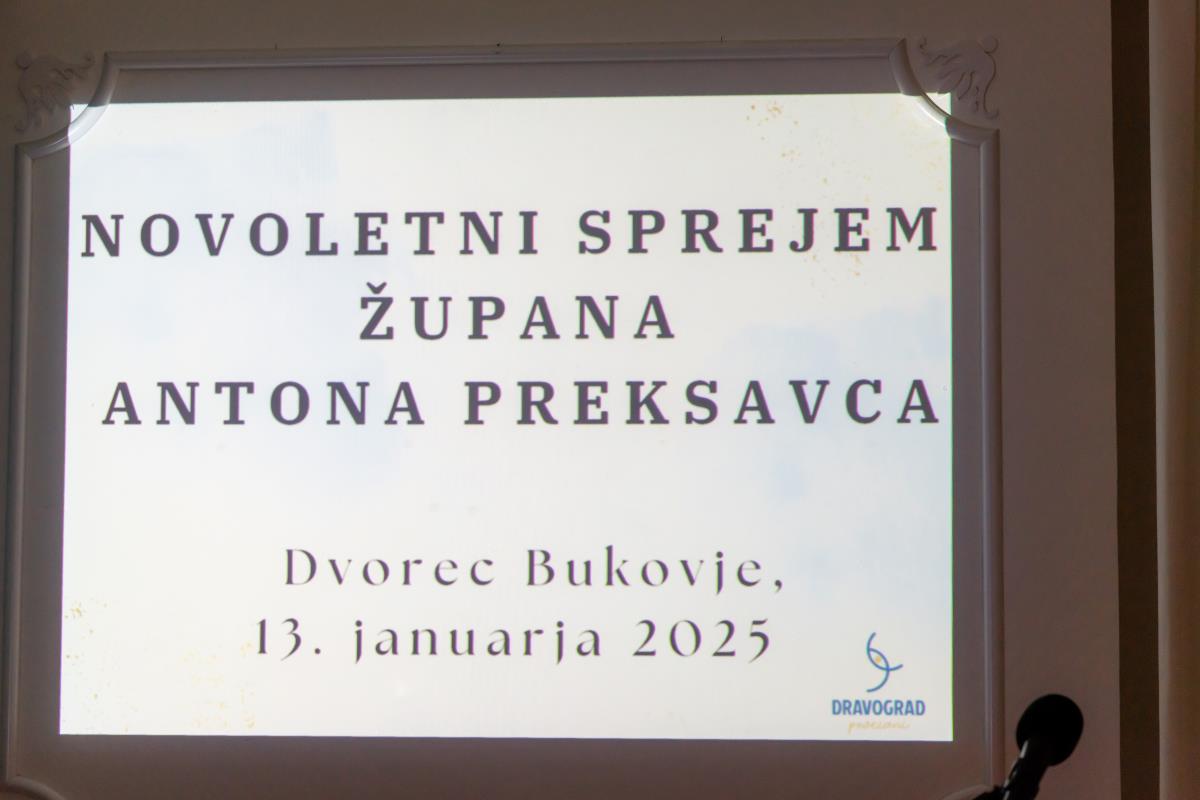 NOVOLETNI SPREJEM
ŽUPANA
ANTONA PREKSAVCA
Dvorec Bukovje,
13. januarja 2025
DRAVOGRAD